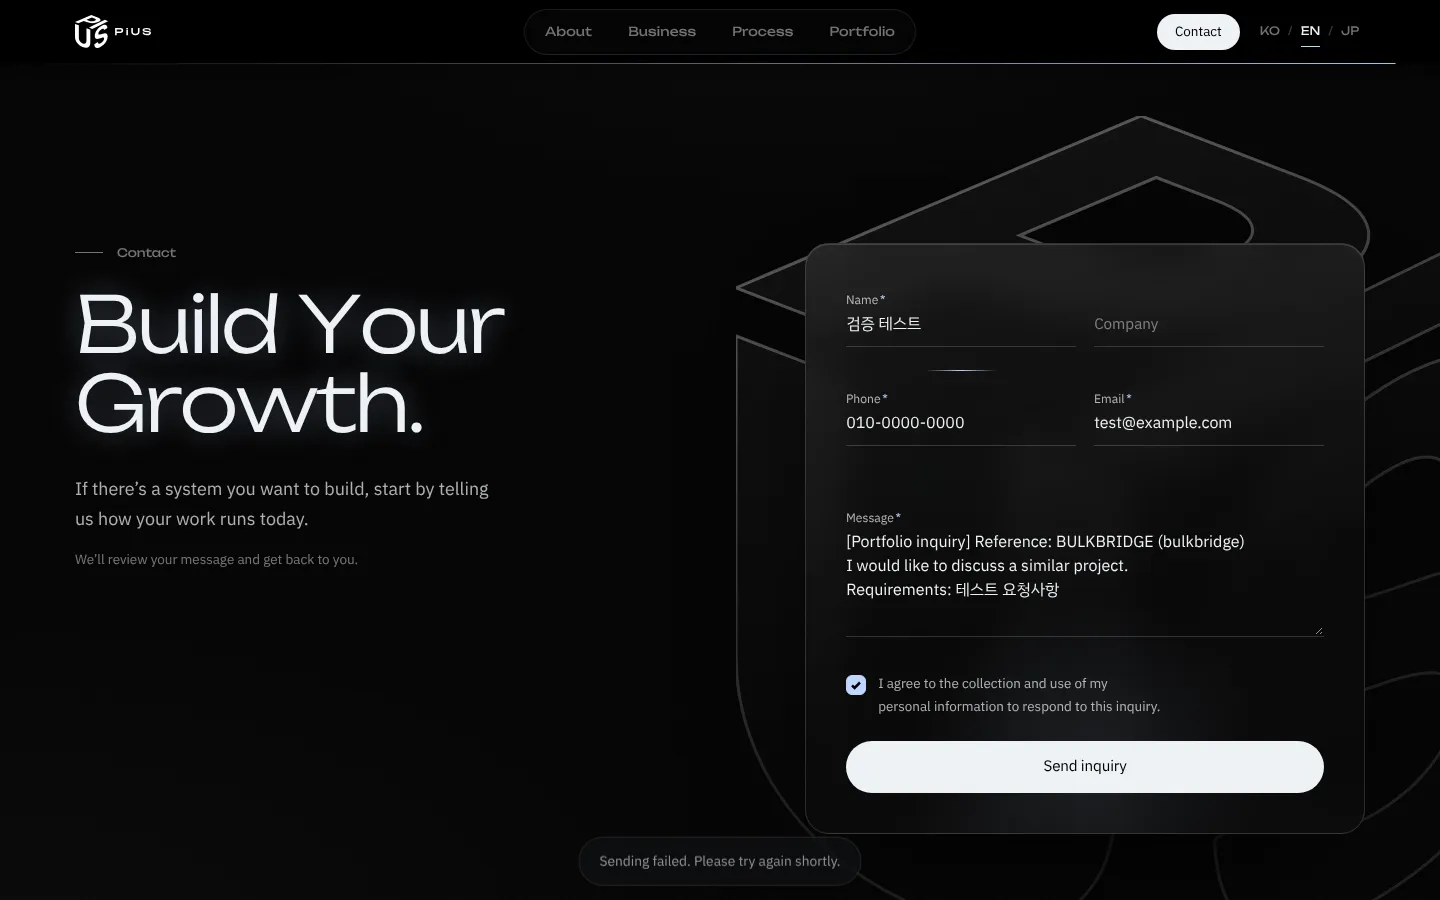 PiUS
About
Business
Process
Portfolio
Contact
KO / EN / JP
Contact
Build Your
Growth.
If there’s a system you want to build, start by telling
us how your work runs today.
We’ll review your message and get back to you.
Name*
검증 테스트
Company
Phone*
010-0000-0000
Email*
test@example.com
Message*
[Portfolio inquiry] Reference: BULKBRIDGE (bulkbridge)
I would like to discuss a similar project.
Requirements: 테스트 요청사항
I agree to the collection and use of my
personal information to respond to this inquiry.
Send inquiry
Sending failed. Please try again shortly.